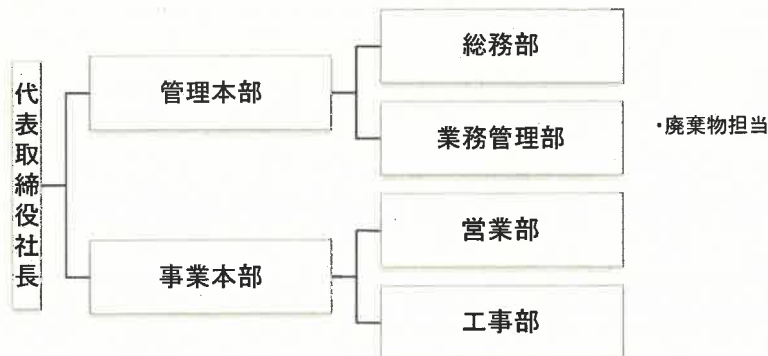 代表取締役社長
管理本部
総務部
業務管理部
・廃棄物担当
事業本部
営業部
工事部